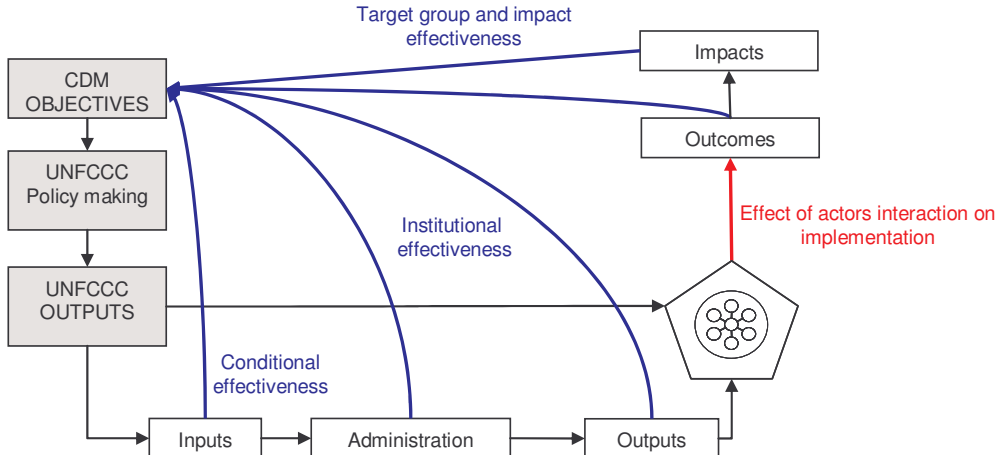 Target group and impact
effectiveness
Impacts
CDM
OBJECTIVES
Outcomes
UNFCCC
Policy making
Effect of actors interaction on
implementation
Institutional
effectiveness
UNFCCC
OUTPUTS
Conditional
effectiveness
Inputs
Administration
Outputs